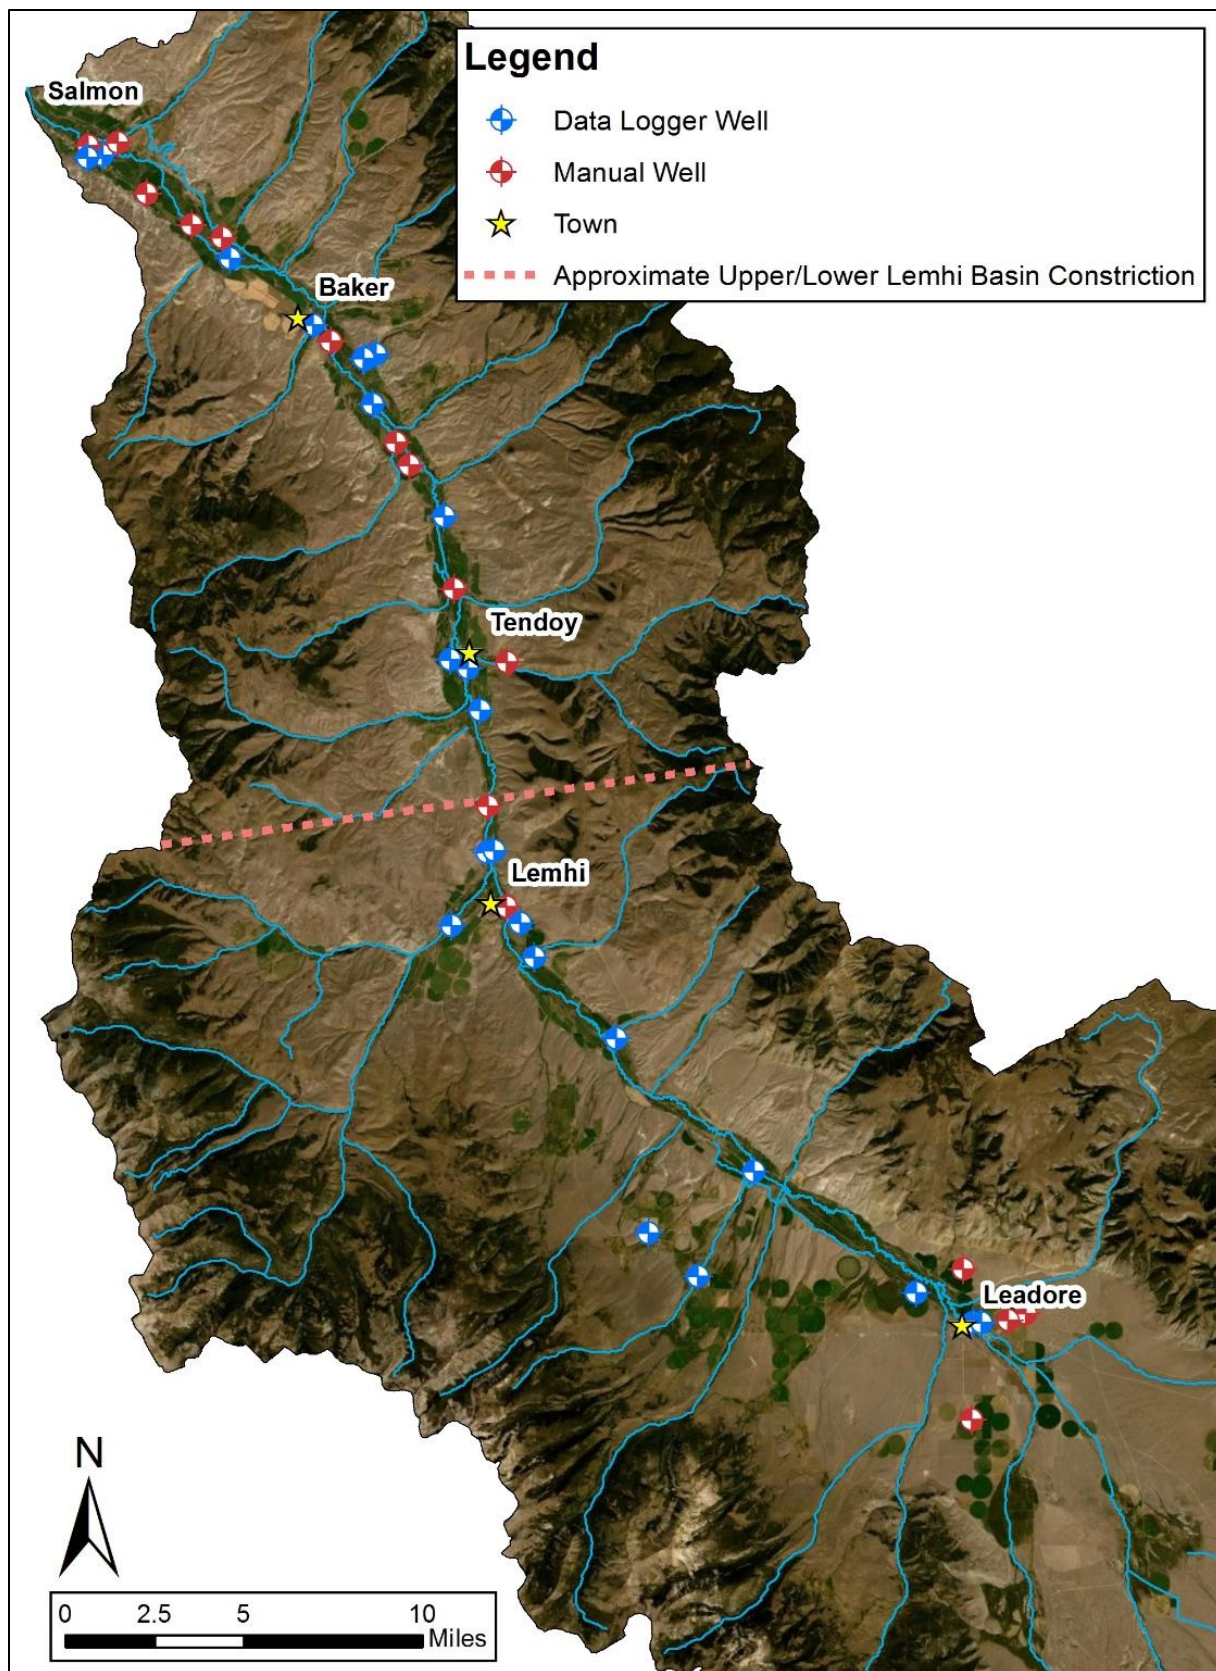 Legend
Data Logger Well
Manual Well
Town
Approximate Upper/Lower Lemhi Basin Constriction
Salmon
Baker
Tendoy
Lemhi
Leadore
N
0 2.5 5 10
Miles